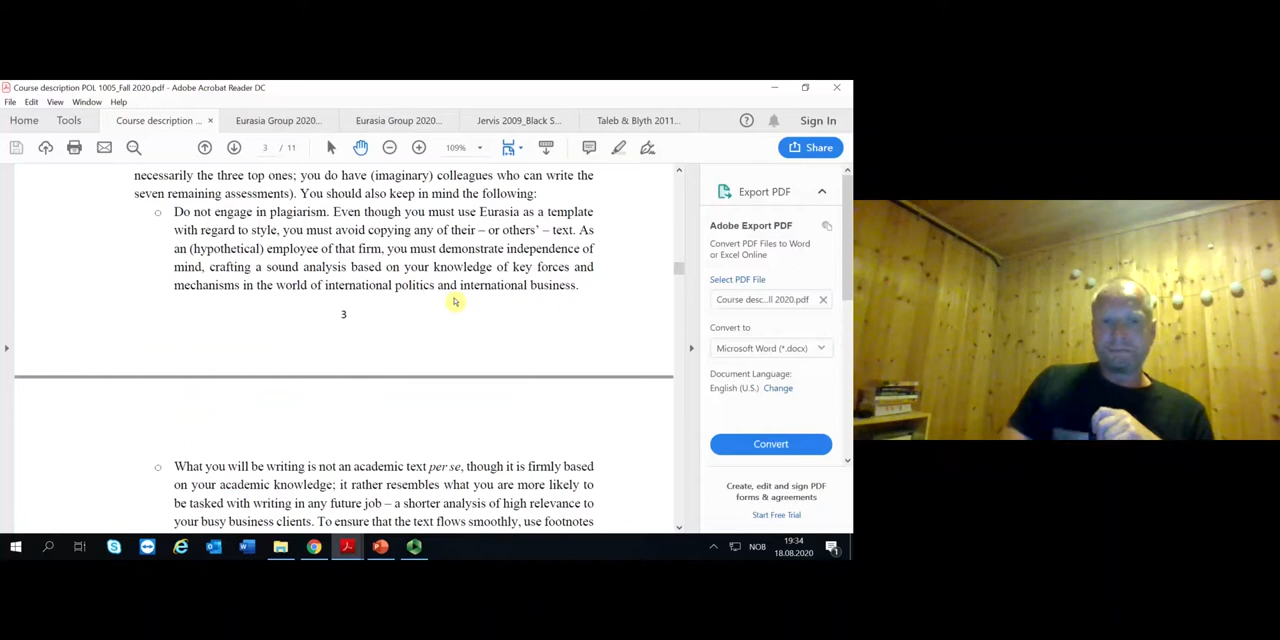 Course description POL 1005_Fall 2020.pdf - Adobe Acrobat Reader DC
File Edit View Window Help
Home Tools Course description ... × Eurasia Group 2020... Eurasia Group 2020... Jervis 2009_Black S... Taleb & Blyth 2011... Sign In
3 / 11 109% Share
necessarily the three top ones; you do have (imaginary) colleagues who can write the
seven remaining assessments). You should also keep in mind the following:
○ Do not engage in plagiarism. Even though you must use Eurasia as a template
with regard to style, you must avoid copying any of their – or others’ – text. As
an (hypothetical) employee of that firm, you must demonstrate independence of
mind, crafting a sound analysis based on your knowledge of key forces and
mechanisms in the world of international politics and international business.
3
○ What you will be writing is not an academic text per se, though it is firmly based
on your academic knowledge; it rather resembles what you are more likely to
be tasked with writing in any future job – a shorter analysis of high relevance to
your busy business clients. To ensure that the text flows smoothly, use footnotes
Export PDF
Adobe Export PDF
Convert PDF Files to Word
or Excel Online
Select PDF File
Course desc...ll 2020.pdf
Convert to
Microsoft Word (*.docx)
Document Language:
English (U.S.) Change
Convert
Create, edit and sign PDF
forms & agreements
Start Free Trial
NOB
19:34
18.08.2020